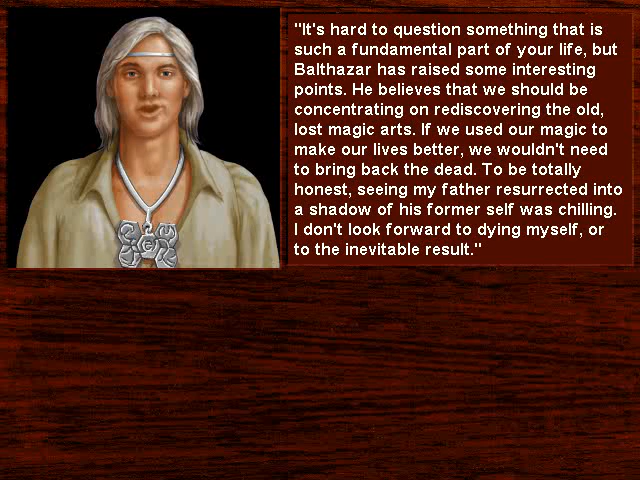 "It's hard to question something that is
such a fundamental part of your life, but
Balthazar has raised some interesting
points. He believes that we should be
concentrating on rediscovering the old,
lost magic arts. If we used our magic to
make our lives better, we wouldn't need
to bring back the dead. To be totally
honest, seeing my father resurrected into
a shadow of his former self was chilling.
I don't look forward to dying myself, or
to the inevitable result."